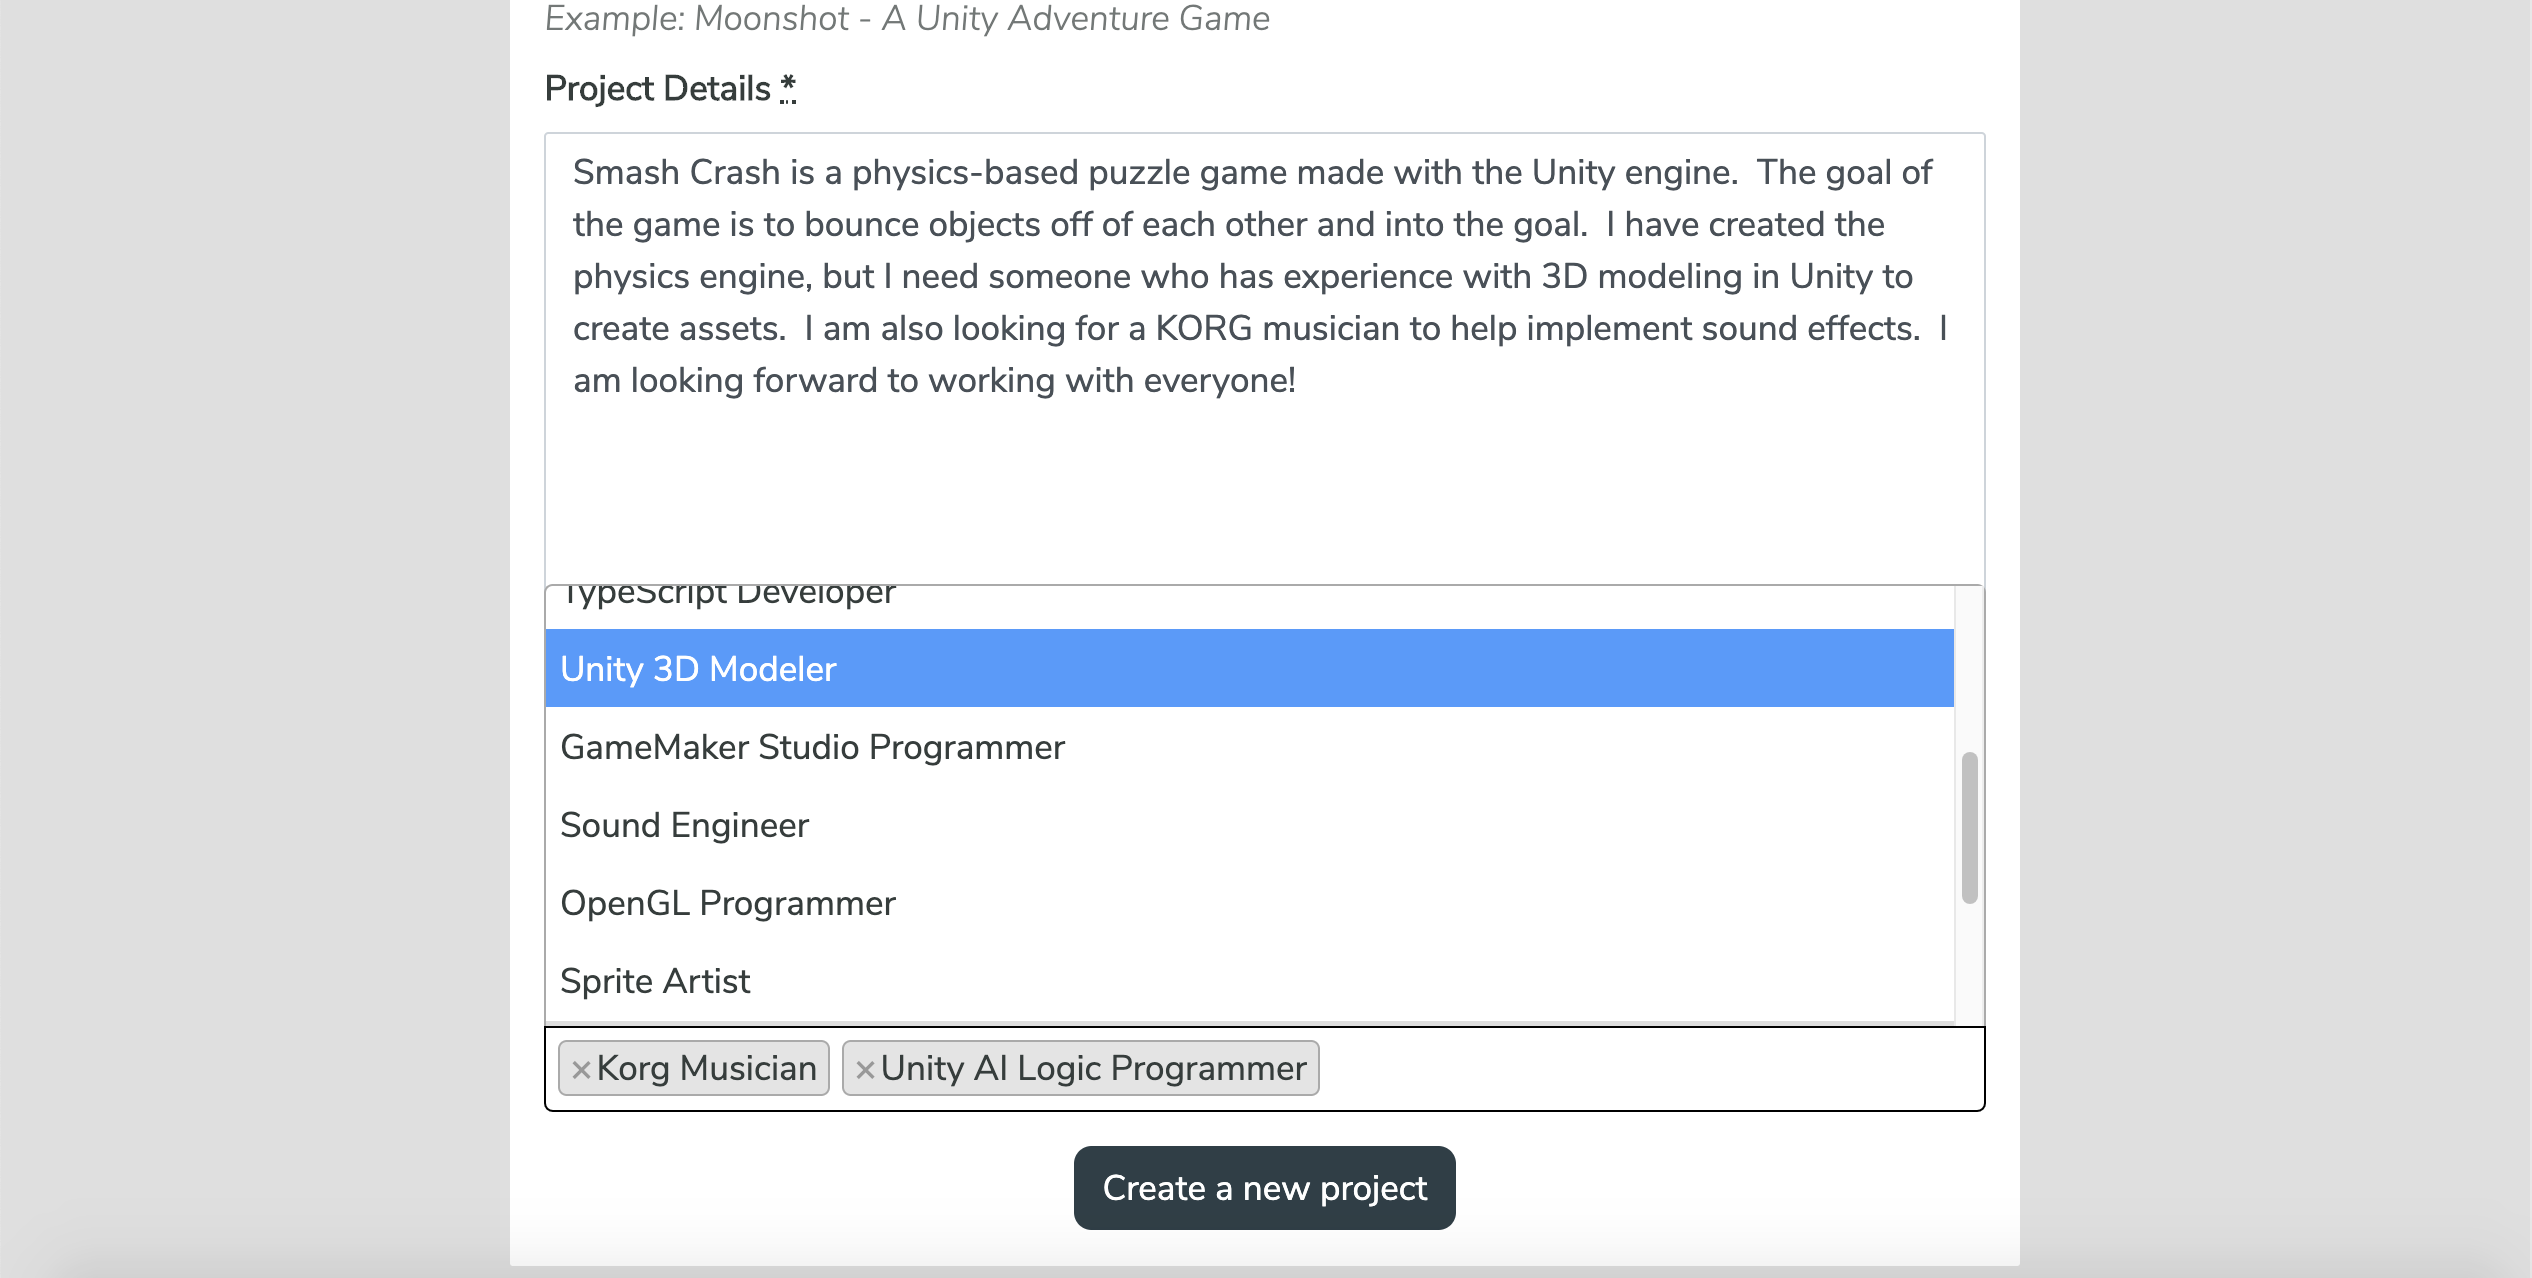 Example: Moonshot - A Unity Adventure Game
Project Details *
Smash Crash is a physics-based puzzle game made with the Unity engine.  The goal of
the game is to bounce objects off of each other and into the goal.  I have created the
physics engine, but I need someone who has experience with 3D modeling in Unity to
create assets.  I am also looking for a KORG musician to help implement sound effects.  I
am looking forward to working with everyone!
TypeScript Developer
Unity 3D Modeler
GameMaker Studio Programmer
Sound Engineer
OpenGL Programmer
Sprite Artist
×Korg Musician ×Unity AI Logic Programmer
Create a new project